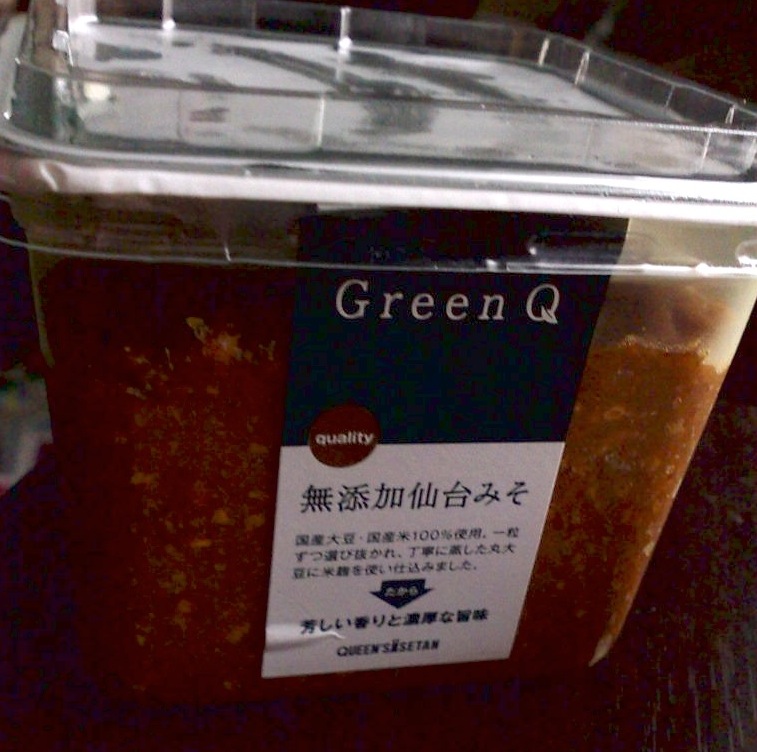 Green Q
quality
無添加仙台みそ
国産大豆・国産米100%使用。一粒
ずつ選び抜かれ、丁寧に蒸した丸大
豆に米麹を使い仕込みました。
だから
芳しい香りと濃厚な旨味
QUEEN'S ISETAN